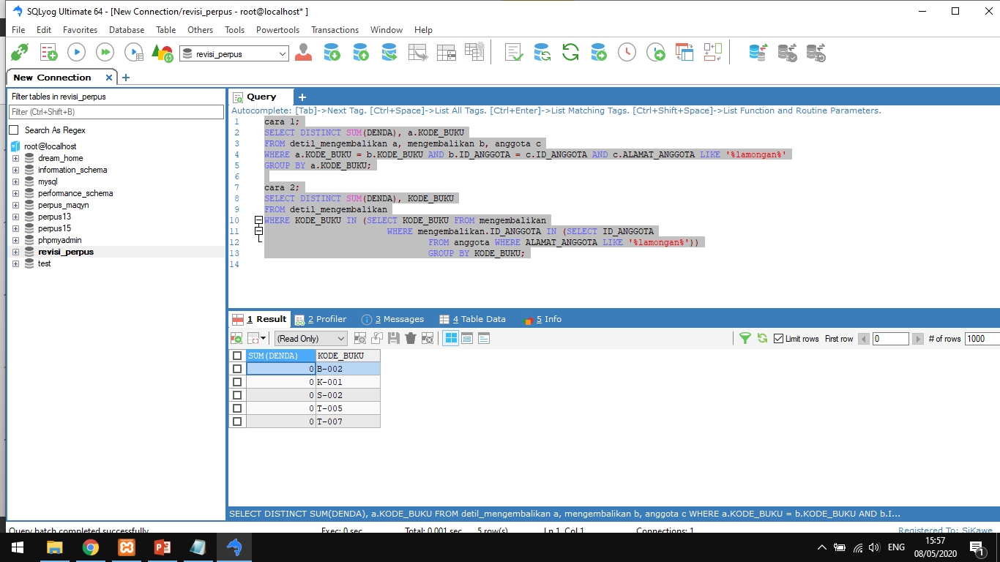 SQLyog Ultimate 64 - [New Connection/revisi_perpus - root@localhost* ]
File Edit Favorites Database Table Others Tools Powertools Transactions Window Help
revisi_perpus
New Connection
Filter tables in revisi_perpus
Filter (Ctrl+Shift+B)
Search As Regex
root@localhost
dream_home
information_schema
mysql
performance_schema
perpus_maqyn
perpus13
perpus15
phpmyadmin
revisi_perpus
test
Query
Autocomplete: [Tab]->Next Tag. [Ctrl+Space]->List All Tags. [Ctrl+Enter]->List Matching Tags. [Ctrl+Shift+Space]->List Function and Routine Parameters.
1 cara 1;
2 SELECT DISTINCT SUM(DENDA), a.KODE_BUKU
3 FROM detil_mengembalikan a, mengembalikan b, anggota c
4 WHERE a.KODE_BUKU = b.KODE_BUKU AND b.ID_ANGGOTA = c.ID_ANGGOTA AND c.ALAMAT_ANGGOTA LIKE '%lamongan%'
5 GROUP BY a.KODE_BUKU;
6
7 cara 2;
8 SELECT DISTINCT SUM(DENDA), KODE_BUKU
9 FROM detil_mengembalikan
10 WHERE KODE_BUKU IN (SELECT KODE_BUKU FROM mengembalikan
11 WHERE mengembalikan.ID_ANGGOTA IN (SELECT ID_ANGGOTA
12 FROM anggota WHERE ALAMAT_ANGGOTA LIKE '%lamongan%'))
13 GROUP BY KODE_BUKU;
14
1 Result 2 Profiler 3 Messages 4 Table Data 5 Info
(Read Only) Limit rows First row 0 # of rows 1000
SUM(DENDA) KODE_BUKU
0 B-002
0 K-001
0 S-002
0 T-005
0 T-007
SELECT DISTINCT SUM(DENDA), a.KODE_BUKU FROM detil_mengembalikan a, mengembalikan b, anggota c WHERE a.KODE_BUKU = b.KODE_BUKU AND b.I...
Query batch completed successfully Exec: 0 sec Total: 0.001 sec 5 row(s) Ln 1, Col 1 Connections: 1 Registered To: SiKawe
ENG
15:57
08/05/2020
1